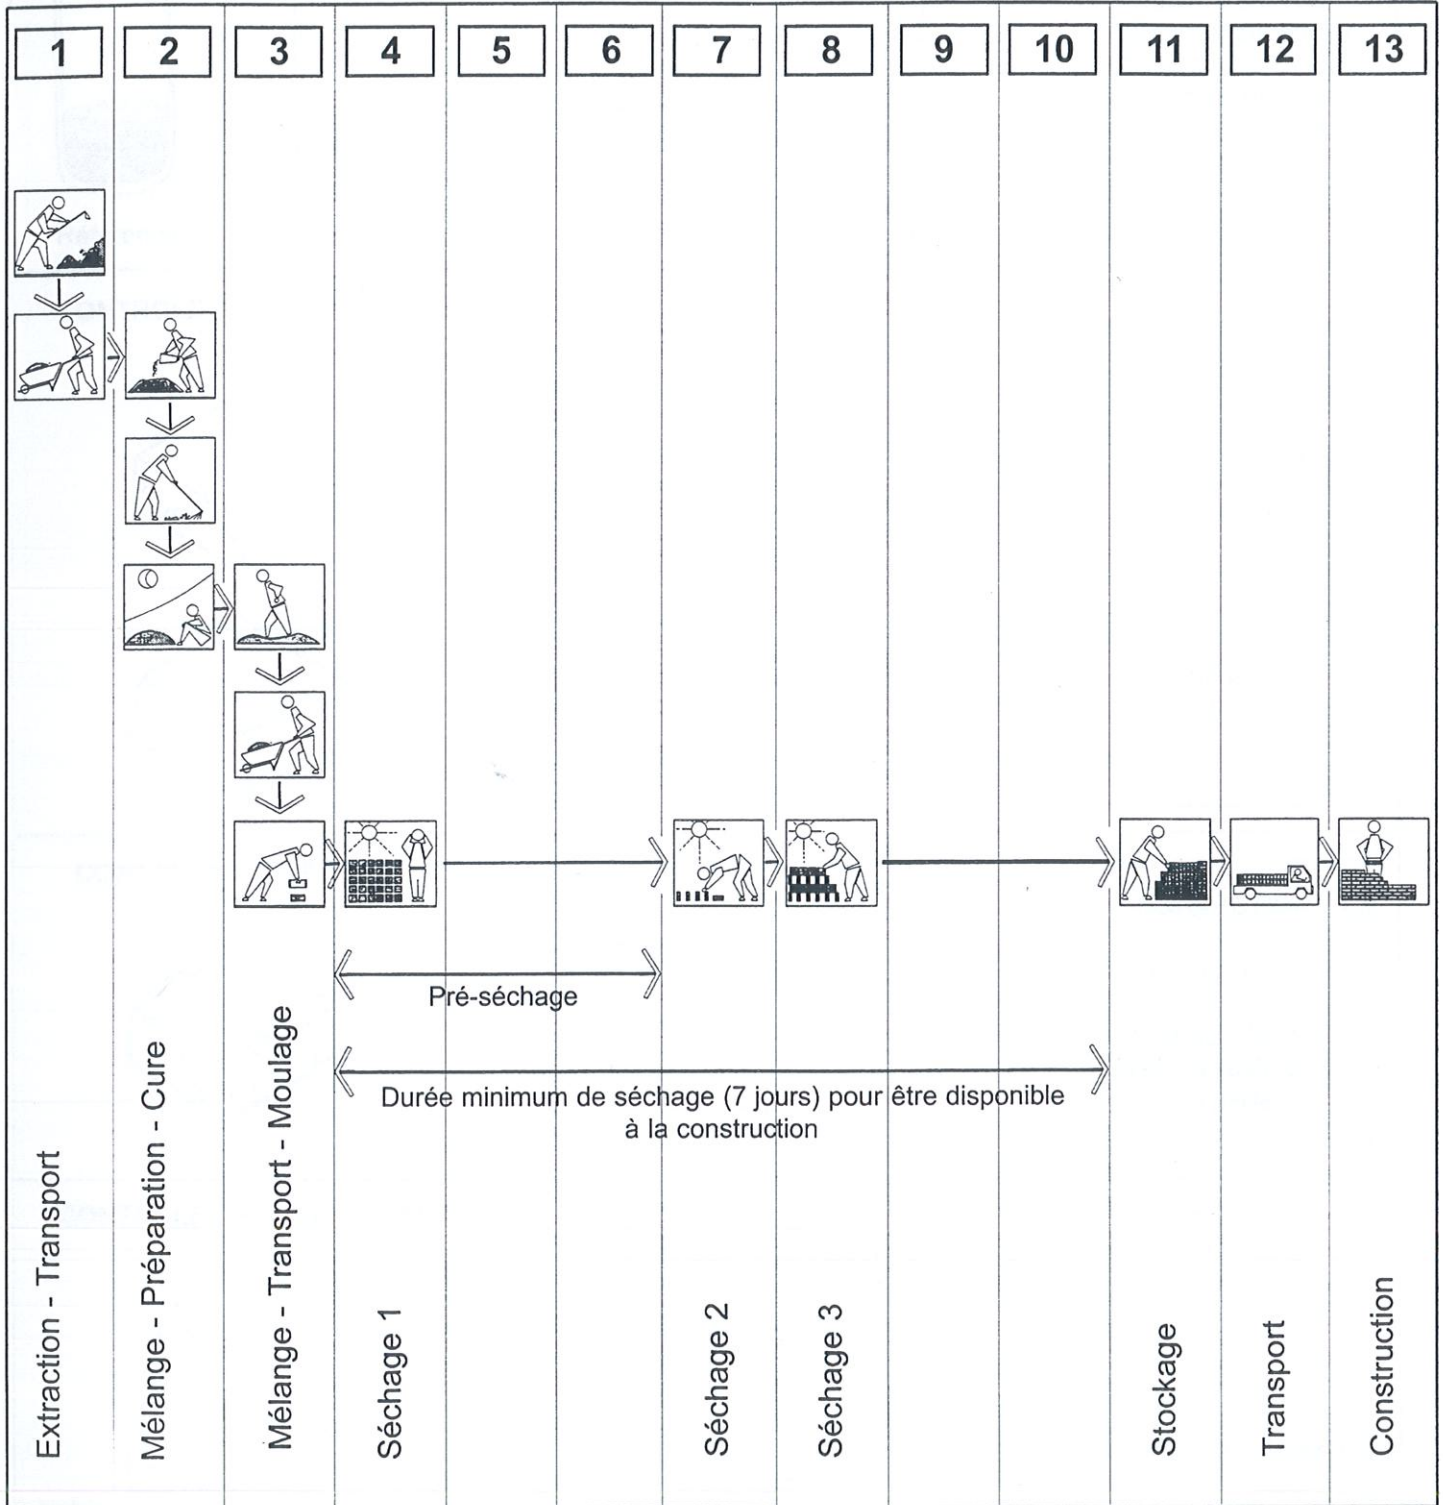 1
2
3
4
5
6
7
8
9
10
11
12
13
Pré-séchage
Durée minimum de séchage (7 jours) pour être disponible
à la construction
Extraction - Transport
Mélange - Préparation - Cure
Mélange - Transport - Moulage
Séchage 1
Séchage 2
Séchage 3
Stockage
Transport
Construction